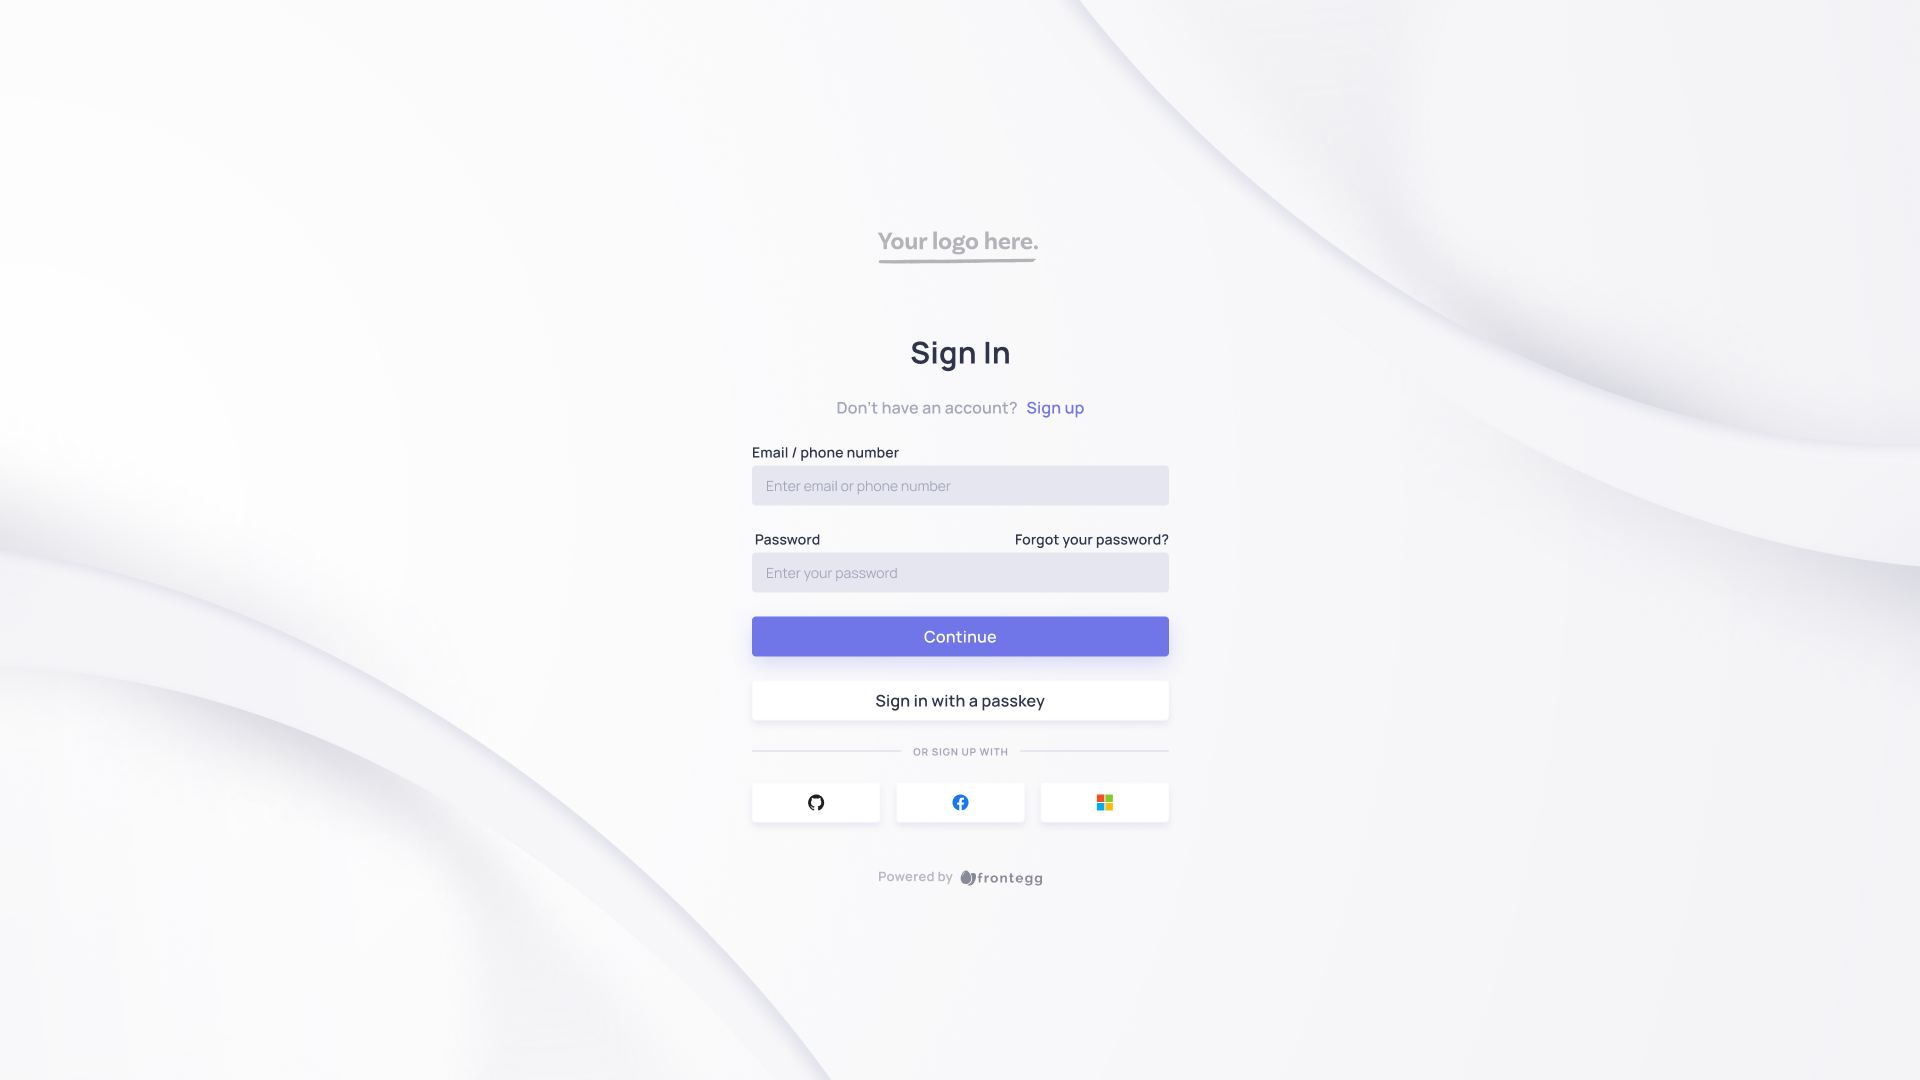 Your logo here.
Sign In
Don't have an account? Sign up
Email / phone number
Enter email or phone number
Password Forgot your password?
Enter your password
Continue
Sign in with a passkey
OR SIGN UP WITH
Powered by frontegg